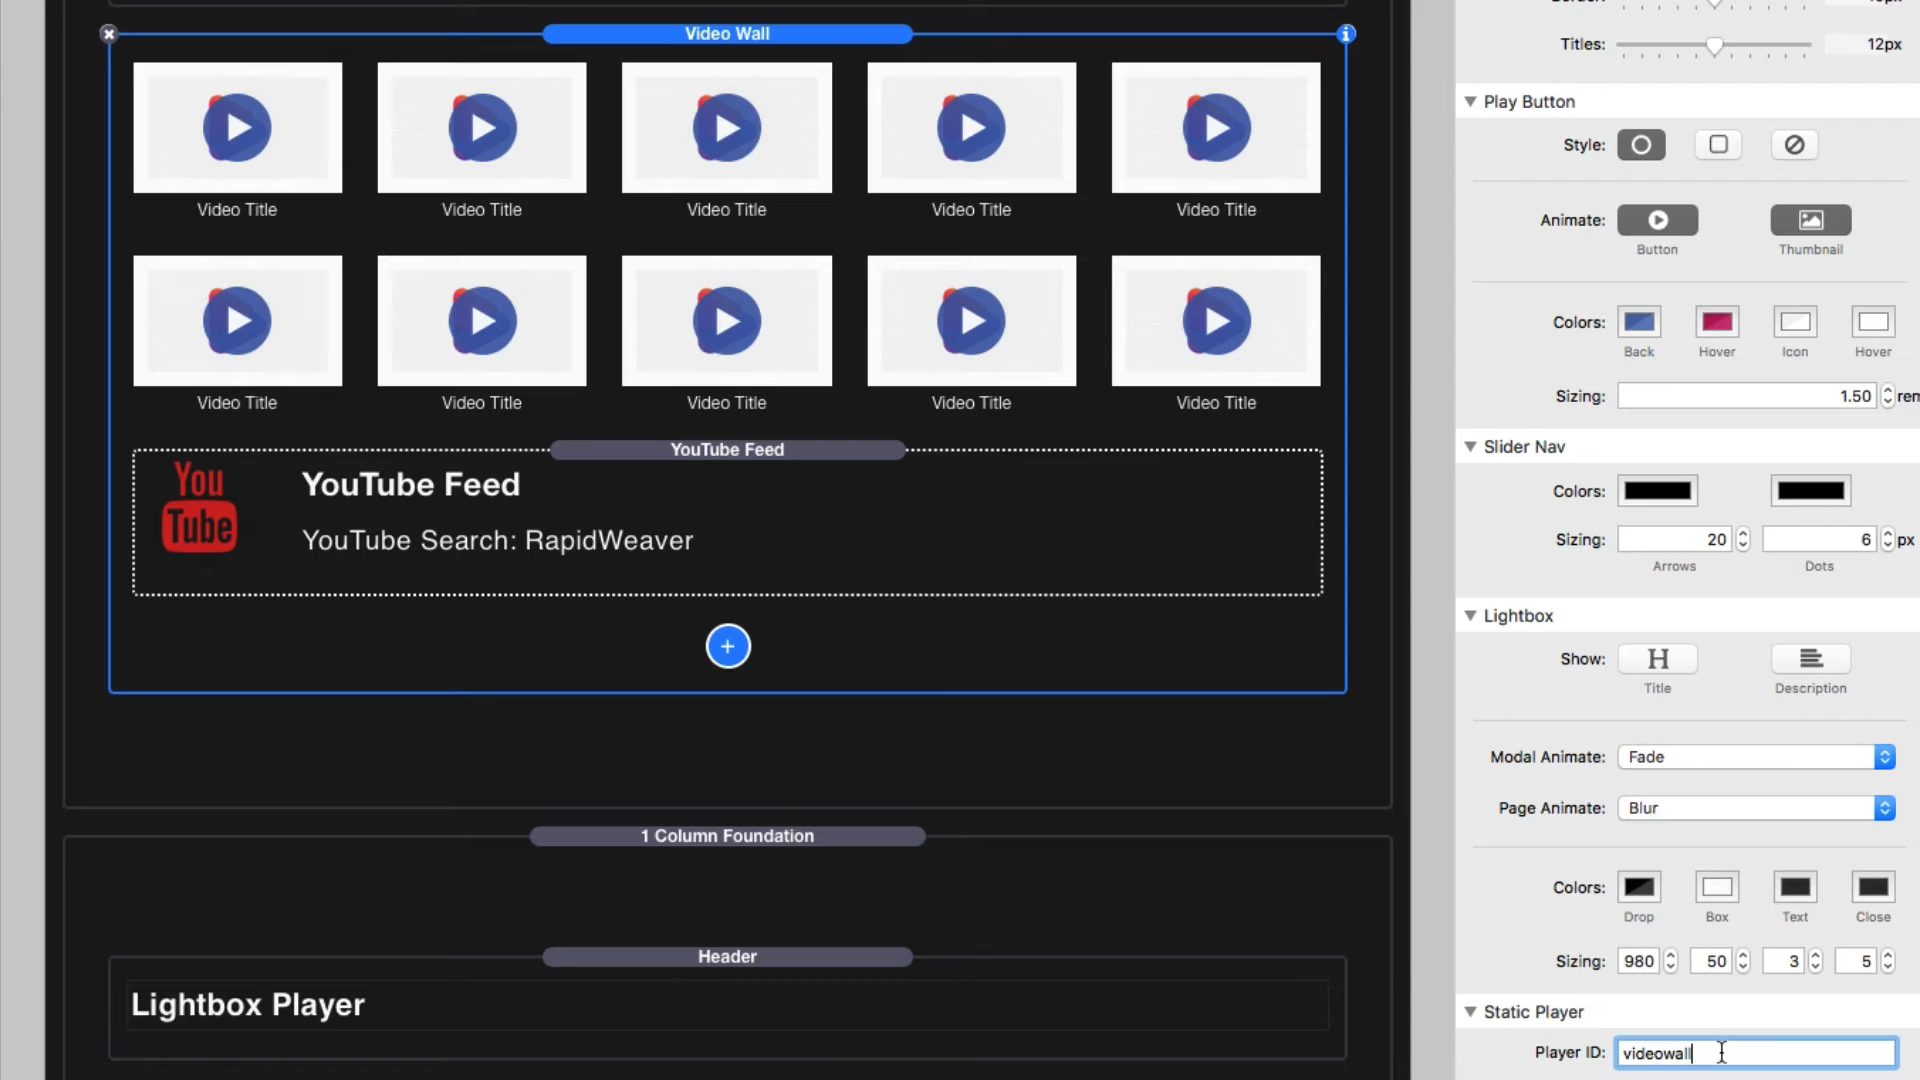 Video Wall
Video Title Video Title Video Title Video Title Video Title
Video Title Video Title Video Title Video Title Video Title
YouTube Feed
You
Tube
YouTube Feed
YouTube Search: RapidWeaver
1 Column Foundation
Header
Lightbox Player
Titles: 12px
Play Button
Style:
Animate:
Button Thumbnail
Colors:
Back Hover Icon Hover
Sizing: 1.50 rem
Slider Nav
Colors:
Sizing: 20 6 px
Arrows Dots
Lightbox
Show: H
Title Description
Modal Animate: Fade
Page Animate: Blur
Colors:
Drop Box Text Close
Sizing: 980 50 3 5
Static Player
Player ID: videowall